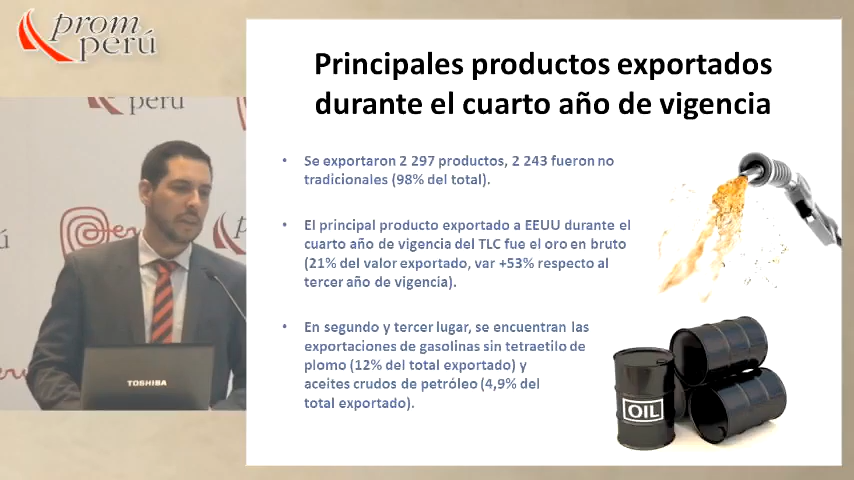 prom
perú
Principales productos exportados
durante el cuarto año de vigencia
• Se exportaron 2 297 productos, 2 243 fueron no
tradicionales (98% del total).
• El principal producto exportado a EEUU durante el
cuarto año de vigencia del TLC fue el oro en bruto
(21% del valor exportado, var +53% respecto al
tercer año de vigencia).
• En segundo y tercer lugar, se encuentran las
exportaciones de gasolinas sin tetraetilo de
plomo (12% del total exportado) y
aceites crudos de petróleo (4,9% del
total exportado).
OIL
perú
TOSHIBA